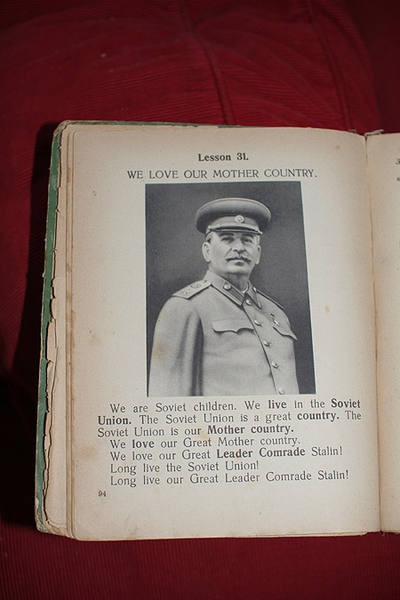 Lesson 31.
WE LOVE OUR MOTHER COUNTRY.
We are Soviet children. We live in the Soviet
Union. The Soviet Union is a great country. The
Soviet Union is our Mother country.
We love our Great Mother country.
We love our Great Leader Comrade Stalin!
Long live the Soviet Union!
Long live our Great Leader Comrade Stalin!
94